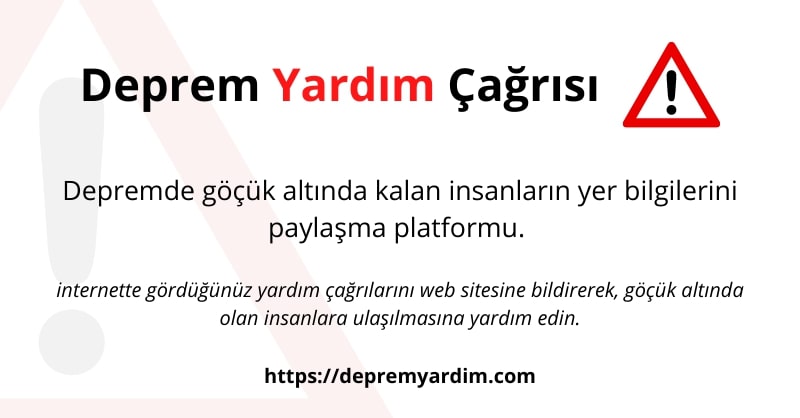 Deprem Yardım Çağrısı
Depremde göçük altında kalan insanların yer bilgilerini
paylaşma platformu.
internette gördüğünüz yardım çağrılarını web sitesine bildirerek, göçük altında
olan insanlara ulaşılmasına yardım edin.
https://depremyardim.com